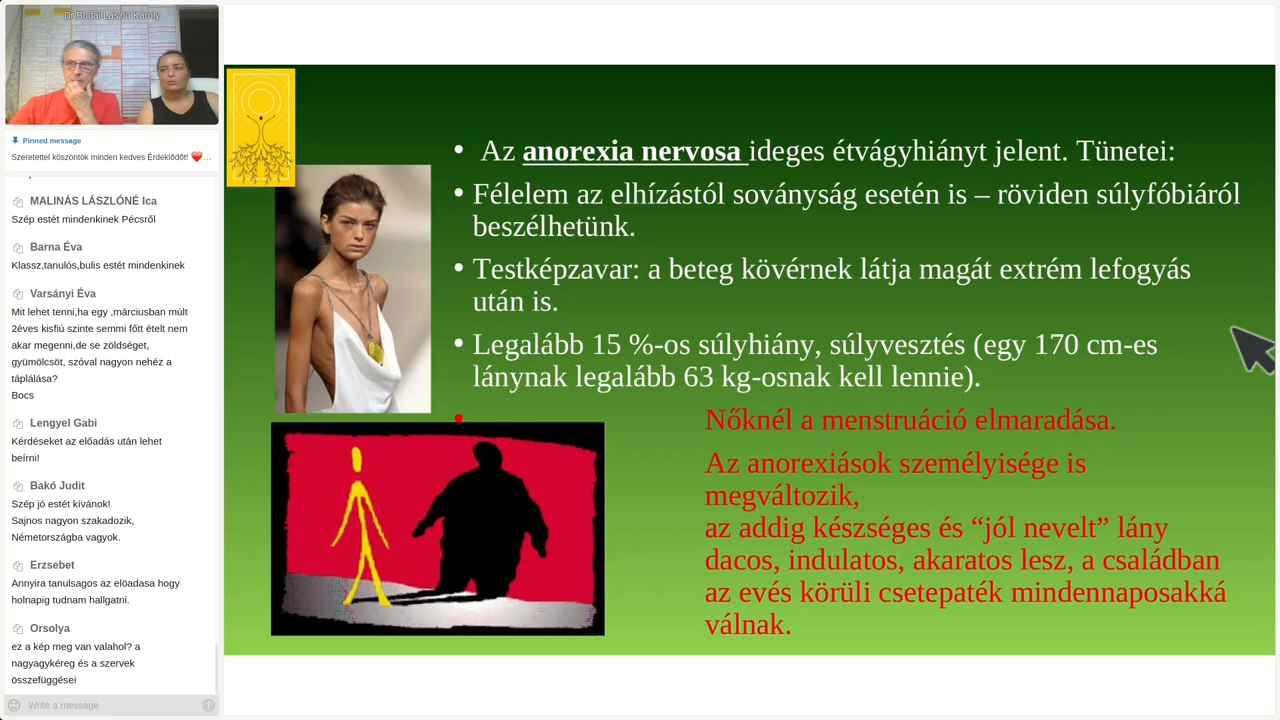 Dr Budai László Károly
Pinned message
Szeretettel köszöntök minden kedves Érdeklődőt! ❤️...
MALINÁS LÁSZLÓNÉ Ica
Szép estét mindenkinek Pécsről
Barna Éva
Klassz,tanulós,bulis estét mindenkinek
Varsányi Éva
Mit lehet tenni,ha egy ,márciusban múlt
2éves kisfiú szinte semmi főtt ételt nem
akar megenni,de se zöldséget,
gyümölcsöt, szóval nagyon nehéz a
táplálása?
Bocs
Lengyel Gabi
Kérdéseket az előadás után lehet
beírni!
Bakó Judit
Szép jó estét kívánok!
Sajnos nagyon szakadozik,
Németországba vagyok.
Erzsebet
Annyira tanulsagos az elöadasa hogy
holnapig tudnam hallgatni.
Orsolya
ez a kép meg van valahol? a
nagyagykéreg és a szervek
összefüggései
Write a message
• Az anorexia nervosa ideges étvágyhiányt jelent. Tünetei:
• Félelem az elhízástól soványság esetén is – röviden súlyfóbiáról
beszélhetünk.
• Testképzavar: a beteg kövérnek látja magát extrém lefogyás
után is.
• Legalább 15 %-os súlyhiány, súlyvesztés (egy 170 cm-es
lánynak legalább 63 kg-osnak kell lennie).
• Nőknél a menstruáció elmaradása.
Az anorexiások személyisége is
megváltozik,
az addig készséges és “jól nevelt” lány
dacos, indulatos, akaratos lesz, a családban
az evés körüli csetepaték mindennaposakká
válnak.